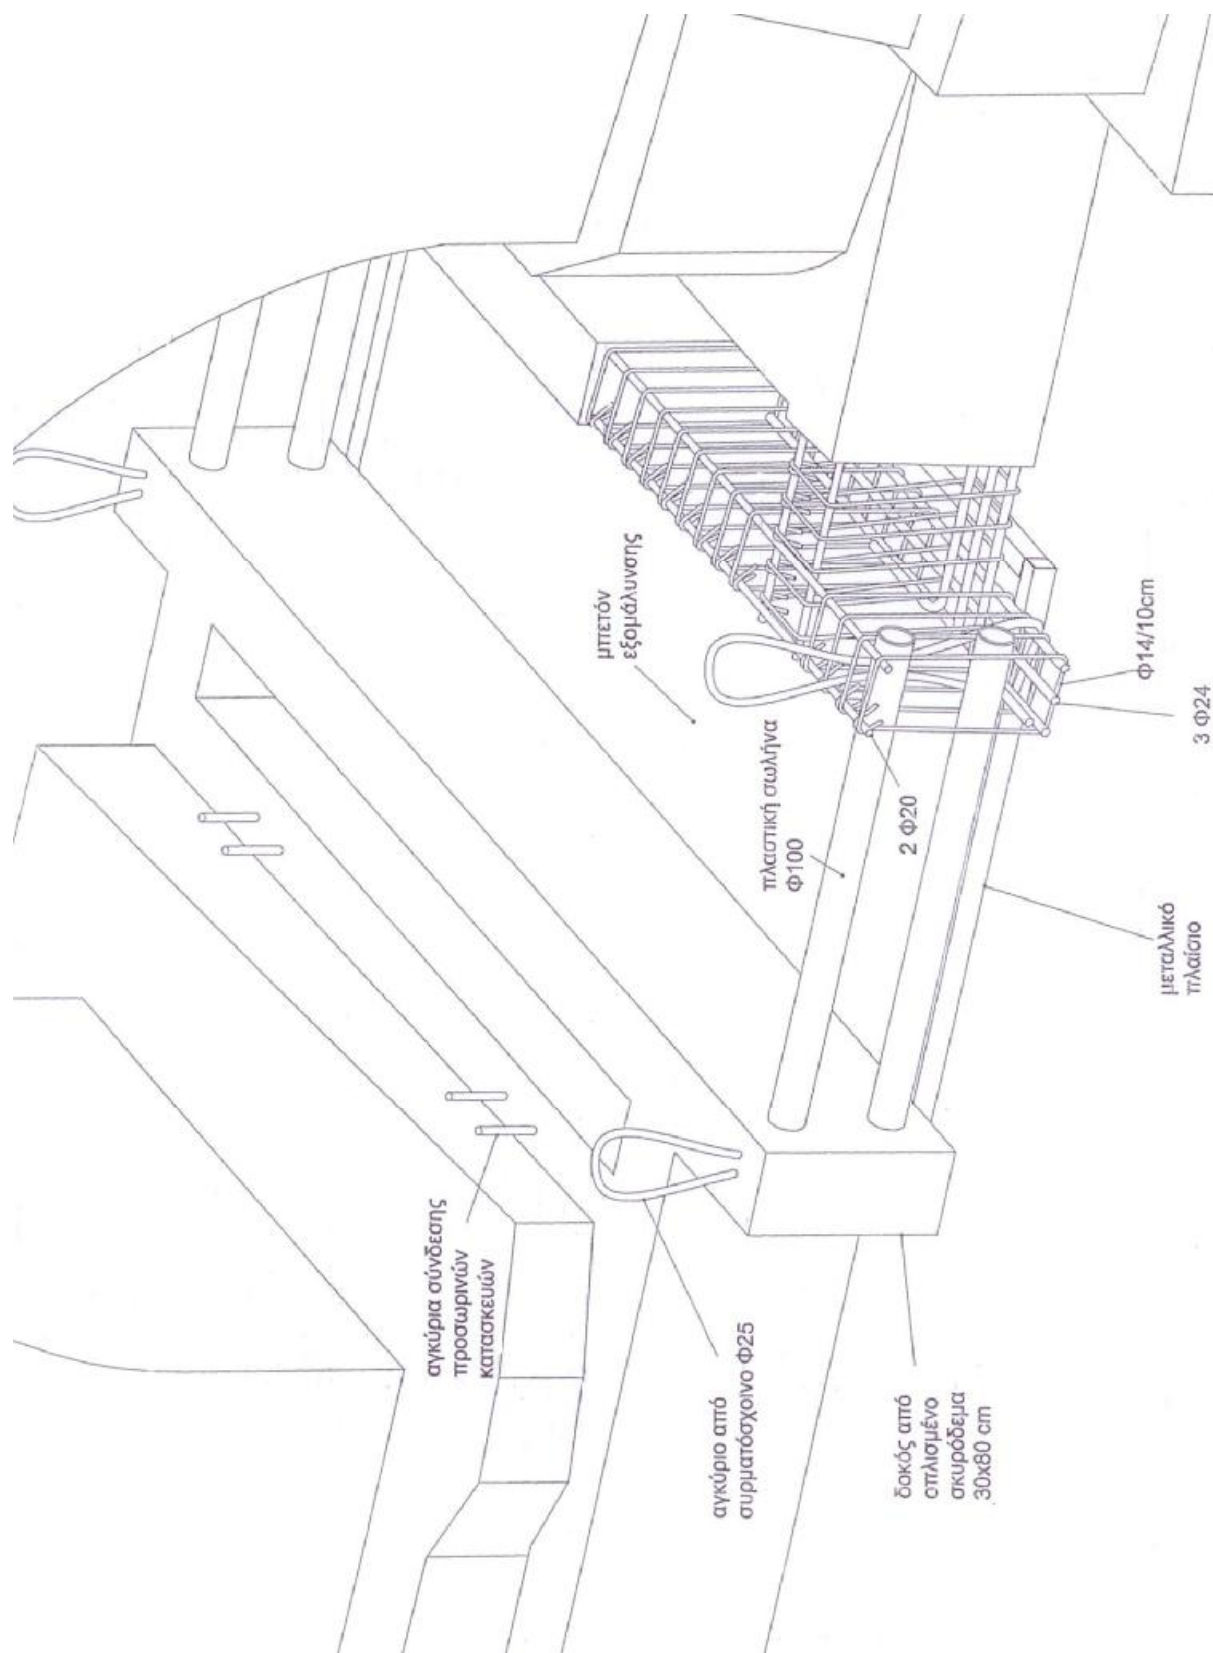 αγκύρια σύνδεσης
προσωρινών
κατασκευών
αγκύριο από
συρματόσχοινο Φ25
δοκός από
οπλισμένο
σκυρόδεμα
30x80 cm
μπετόν
εξομάλυνσης
πλαστική σωλήνα
Φ100
2 Φ20
μεταλλικό
πλαίσιο
Φ14/10cm
3 Φ24